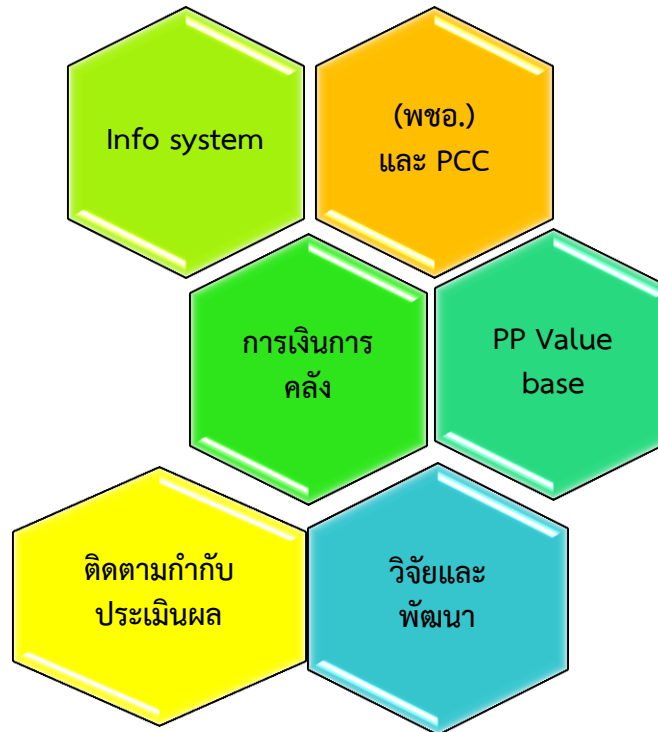 Info system
(พชอ.)
และ PCC
การเงินการ
คลัง
PP Value
base
ติดตามกำกับ
ประเมินผล
วิจัยและ
พัฒนา